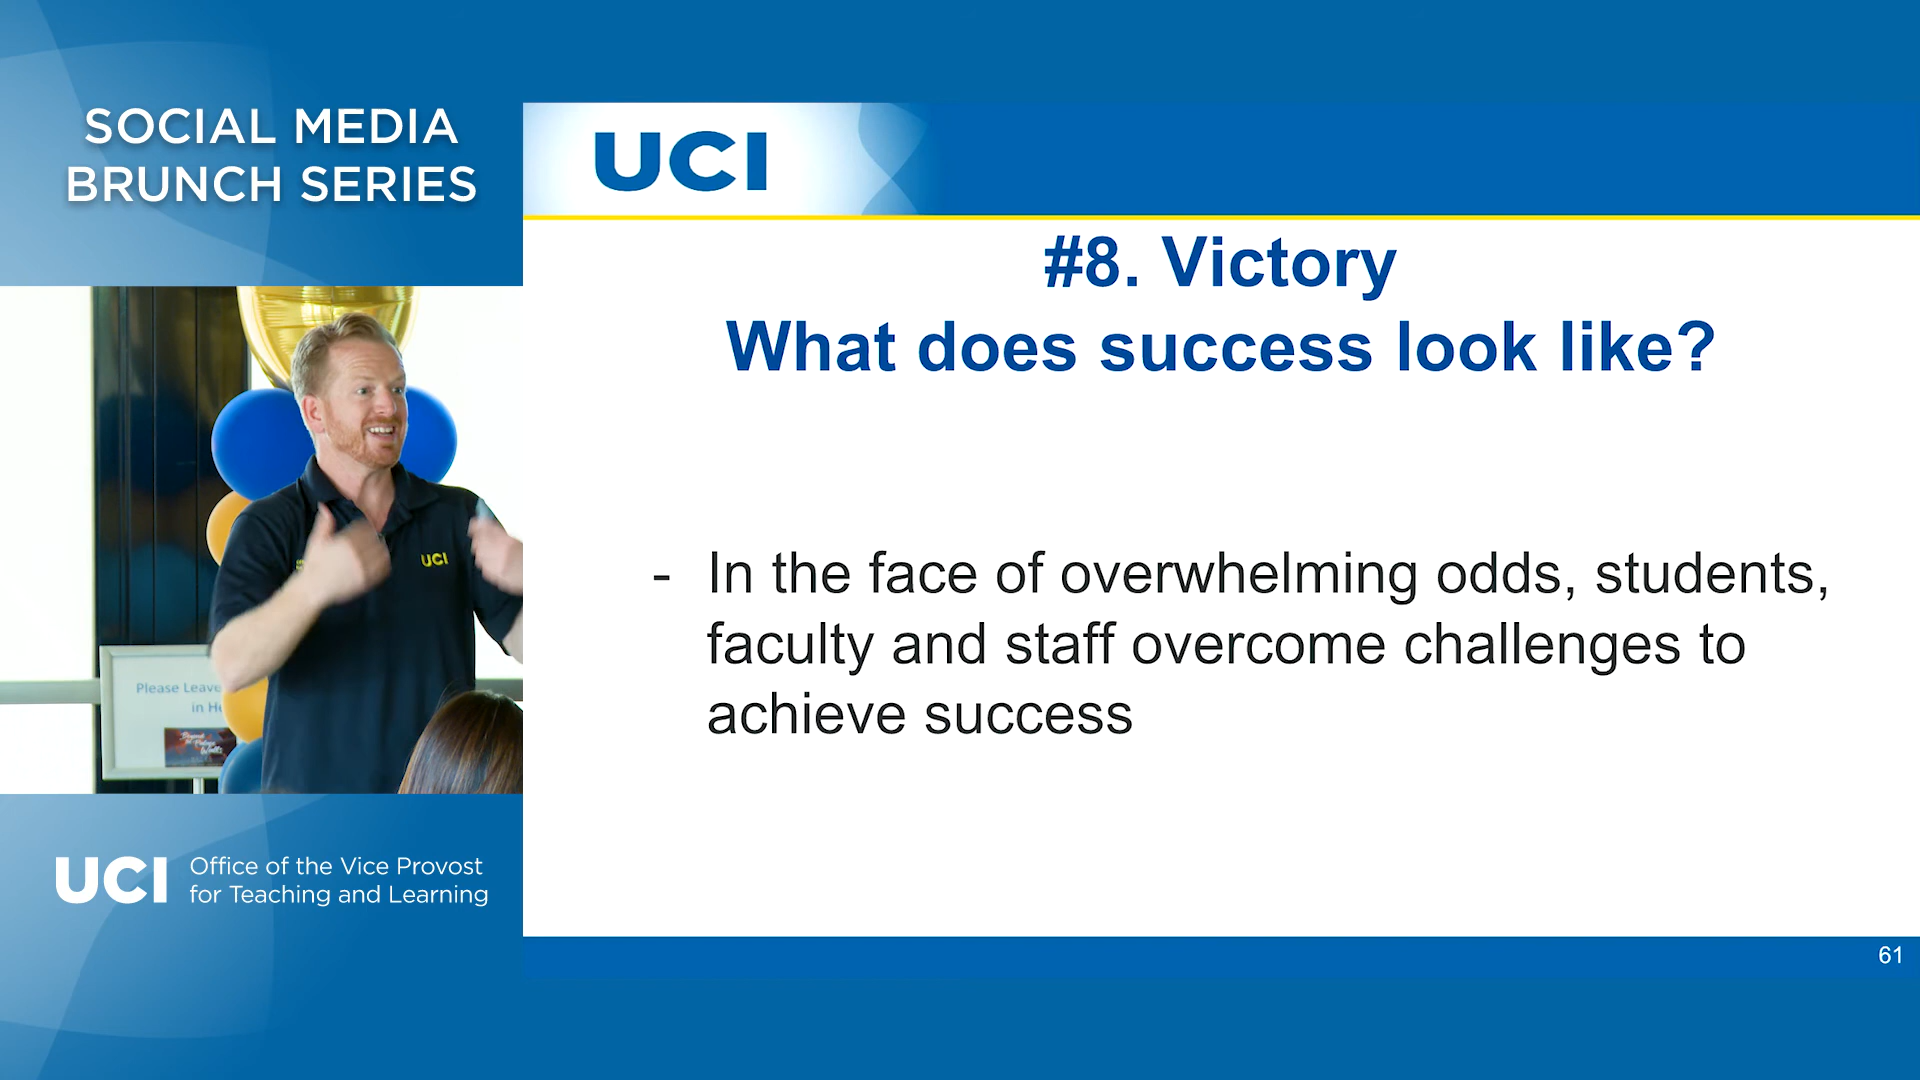 SOCIAL MEDIA
BRUNCH SERIES
UCI
#8. Victory
What does success look like?
- In the face of overwhelming odds, students,
faculty and staff overcome challenges to
achieve success
UCI
Please Leave
in
UCI
Office of the Vice Provost
for Teaching and Learning
61